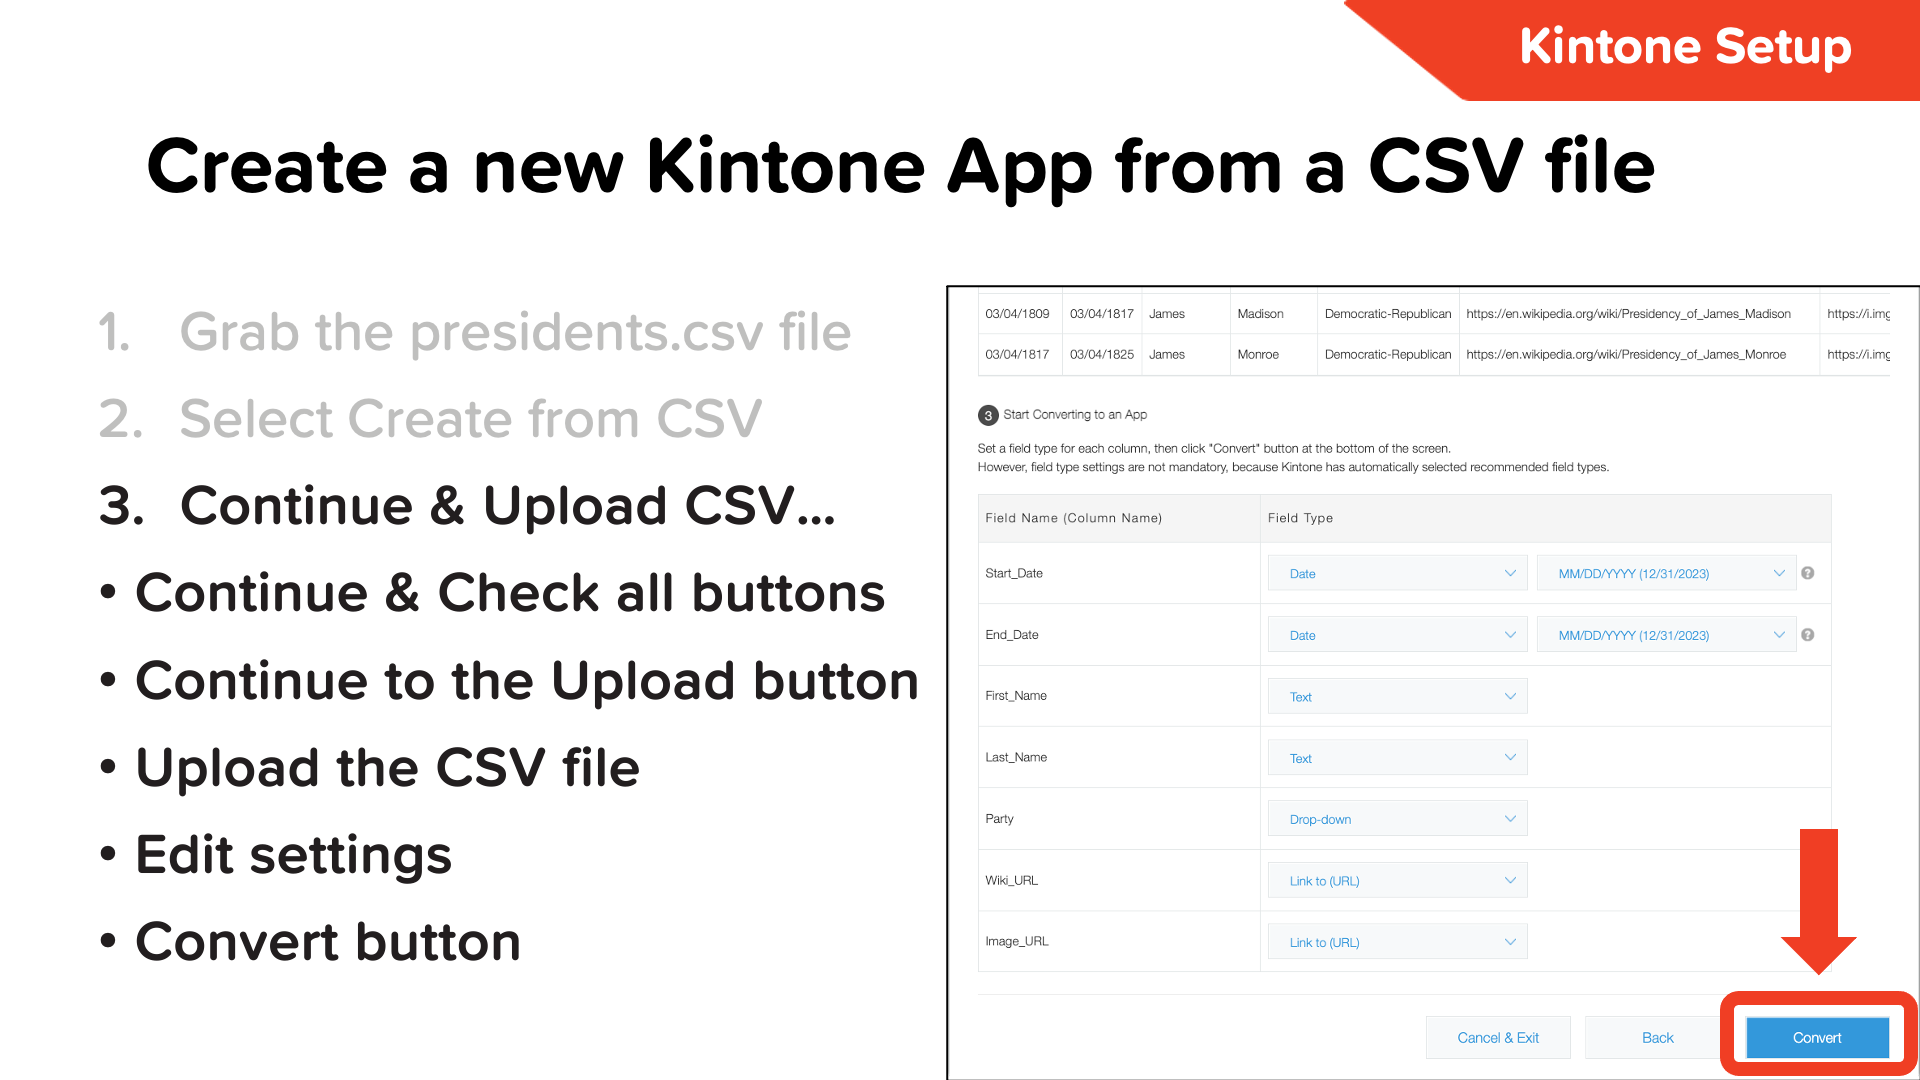 Kintone Setup
Create a new Kintone App from a CSV file
1. Grab the presidents.csv file
2. Select Create from CSV
3. Continue & Upload CSV...
• Continue & Check all buttons
• Continue to the Upload button
• Upload the CSV file
• Edit settings
• Convert button
03/04/1809 03/04/1817 James Madison Democratic-Republican https://en.wikipedia.org/wiki/Presidency_of_James_Madison https://i.img
03/04/1817 03/04/1825 James Monroe Democratic-Republican https://en.wikipedia.org/wiki/Presidency_of_James_Monroe https://i.img
3 Start Converting to an App
Set a field type for each column, then click "Convert" button at the bottom of the screen.
However, field type settings are not mandatory, because Kintone has automatically selected recommended field types.
Field Name (Column Name) Field Type
Start_Date Date MM/DD/YYYY (12/31/2023) ?
End_Date Date MM/DD/YYYY (12/31/2023) ?
First_Name Text
Last_Name Text
Party Drop-down
Wiki_URL Link to (URL)
Image_URL Link to (URL)
Cancel & Exit Back Convert